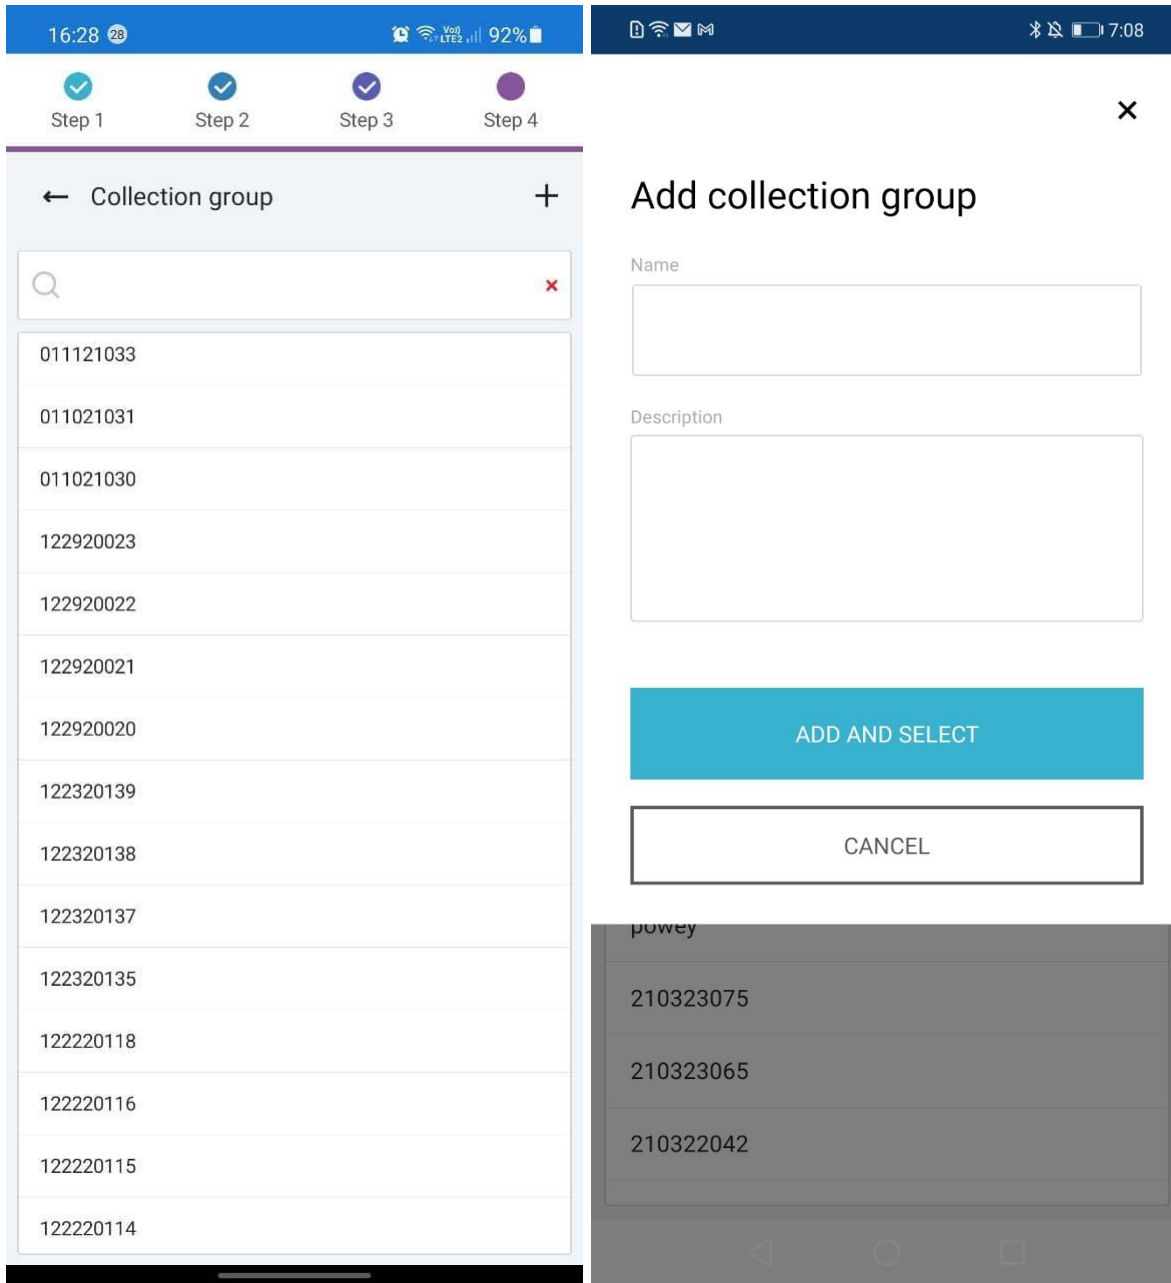 16:28 28 Vo)) LTE2 92%
Step 1 Step 2 Step 3 Step 4
Collection group
011121033
011021031
011021030
122920023
122920022
122920021
122920020
122320139
122320138
122320137
122320135
122220118
122220116
122220115
122220114
7:08
Add collection group
Name
Description
ADD AND SELECT
CANCEL
powey
210323075
210323065
210322042